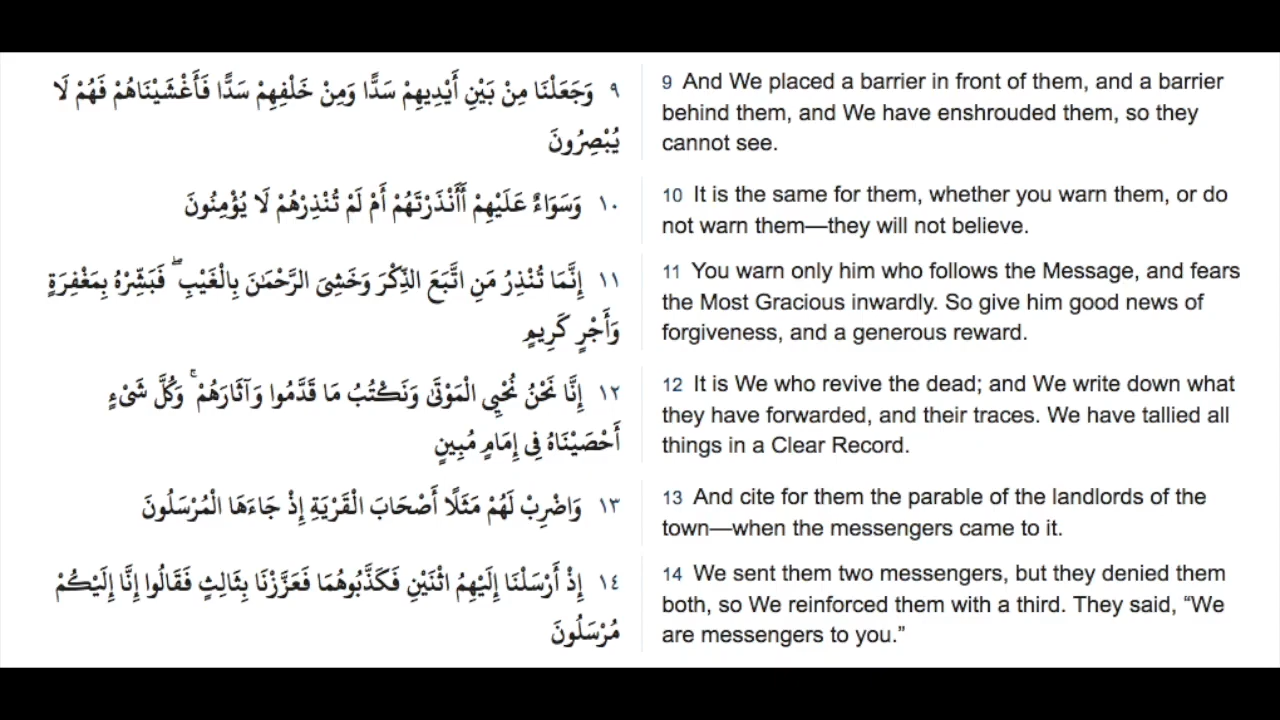 ٩ وَجَعَلْنَا مِنْ بَيْنِ أَيْدِيهِمْ سَدًّا وَمِنْ خَلْفِهِمْ سَدًّا فَأَغْشَيْنَاهُمْ فَهُمْ لَا
يُبْصِرُونَ
9 And We placed a barrier in front of them, and a barrier
behind them, and We have enshrouded them, so they
cannot see.
١٠ وَسَوَاءٌ عَلَيْهِمْ أَأَنْذَرْتَهُمْ أَمْ لَمْ تُنْذِرْهُمْ لَا يُؤْمِنُونَ
10 It is the same for them, whether you warn them, or do
not warn them—they will not believe.
١١ إِنَّمَا تُنْذِرُ مَنِ اتَّبَعَ الذِّكْرَ وَخَشِىَ الرَّحْمَٰنَ بِالْغَيْبِ ۖ فَبَشِّرْهُ بِمَغْفِرَةٍ
وَأَجْرٍ كَرِيمٍ
11 You warn only him who follows the Message, and fears
the Most Gracious inwardly. So give him good news of
forgiveness, and a generous reward.
١٢ إِنَّا نَحْنُ نُحْيِي الْمَوْتَىٰ وَنَكْتُبُ مَا قَدَّمُوا وَآثَارَهُمْ ۚ وَكُلَّ شَىْءٍ
أَحْصَيْنَاهُ فِى إِمَامٍ مُبِينٍ
12 It is We who revive the dead; and We write down what
they have forwarded, and their traces. We have tallied all
things in a Clear Record.
١٣ وَاضْرِبْ لَهُمْ مَثَلًا أَصْحَابَ الْقَرْيَةِ إِذْ جَاءَهَا الْمُرْسَلُونَ
13 And cite for them the parable of the landlords of the
town—when the messengers came to it.
١٤ إِذْ أَرْسَلْنَا إِلَيْهِمُ اثْنَيْنِ فَكَذَّبُوهُمَا فَعَزَّزْنَا بِثَالِثٍ فَقَالُوا إِنَّا إِلَيْكُمْ
مُرْسَلُونَ
14 We sent them two messengers, but they denied them
both, so We reinforced them with a third. They said, “We
are messengers to you.”